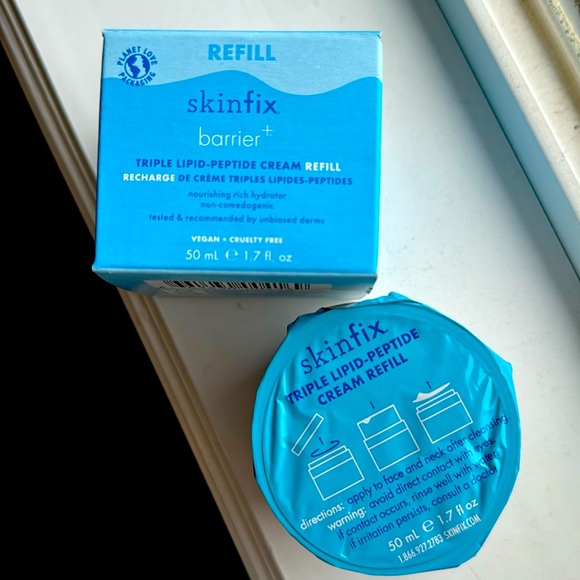 REFILL
PLANET LOVE
PACKAGING
skinfix
barrier+
TRIPLE LIPID-PEPTIDE CREAM REFILL
RECHARGE DE CRÈME TRIPLES LIPIDES-PEPTIDES
nourishing rich hydrator
non-comedogenic
tested & recommended by unbiased derms
VEGAN • CRUELTY FREE
50 mL ℮ 1.7 fl. oz
skinfix
TRIPLE LIPID-PEPTIDE
CREAM REFILL
directions: apply to face and neck after cleansing.
warning: avoid direct contact with eyes.
if contact occurs, rinse well with water.
if irritation persists, consult a doctor
50 mL ℮ 1.7 fl oz
1.866.927.2783 SKINFIX.COM